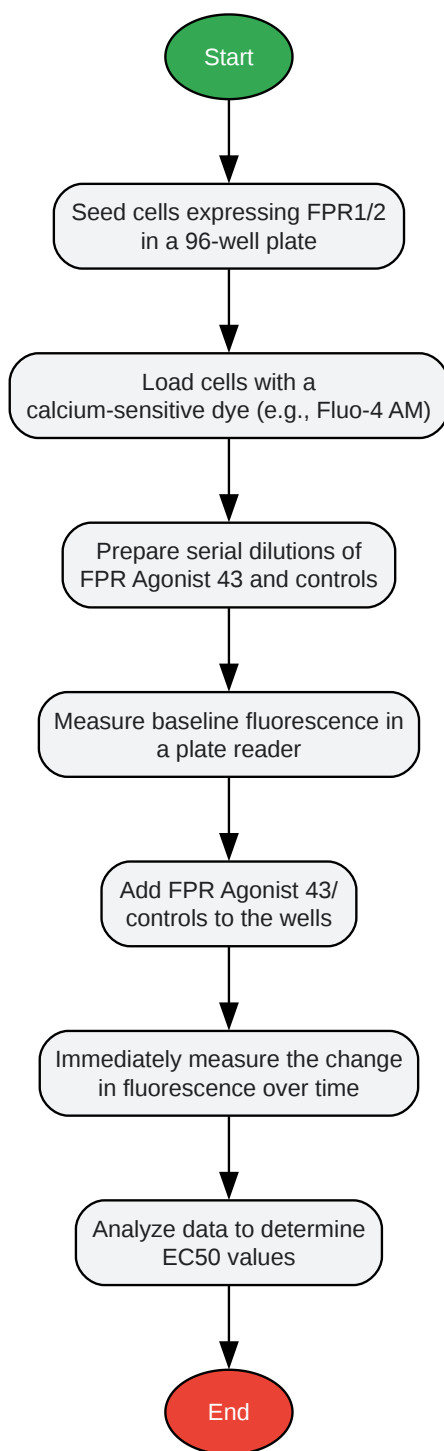 Start
Seed cells expressing FPR1/2
in a 96-well plate
Load cells with a
calcium-sensitive dye (e.g., Fluo-4 AM)
Prepare serial dilutions of
FPR Agonist 43 and controls
Measure baseline fluorescence in
a plate reader
Add FPR Agonist 43/
controls to the wells
Immediately measure the change
in fluorescence over time
Analyze data to determine
EC50 values
End